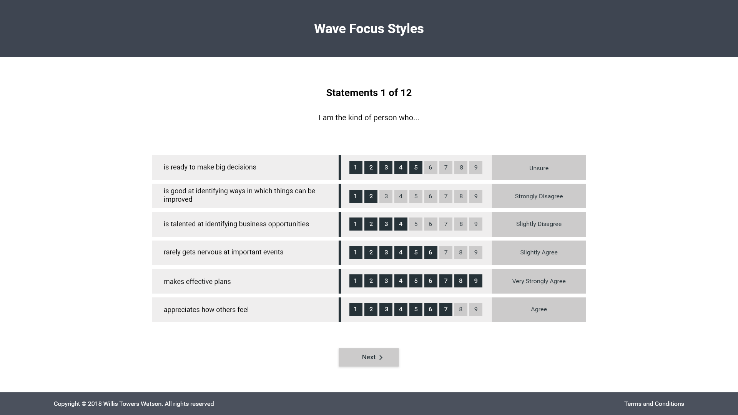 Wave Focus Styles
Statements 1 of 12
I am the kind of person who...
is ready to make big decisions
1 2 3 4 5 6 7 8 9
Unsure
is good at identifying ways in which things can be
improved
1 2 3 4 5 6 7 8 9
Strongly Disagree
is talented at identifying business opportunities
1 2 3 4 5 6 7 8 9
Slightly Disagree
rarely gets nervous at important events
1 2 3 4 5 6 7 8 9
Slightly Agree
makes effective plans
1 2 3 4 5 6 7 8 9
Very Strongly Agree
appreciates how others feel
1 2 3 4 5 6 7 8 9
Agree
Next
Copyright © 2018 Willis Towers Watson. All rights reserved
Terms and Conditions